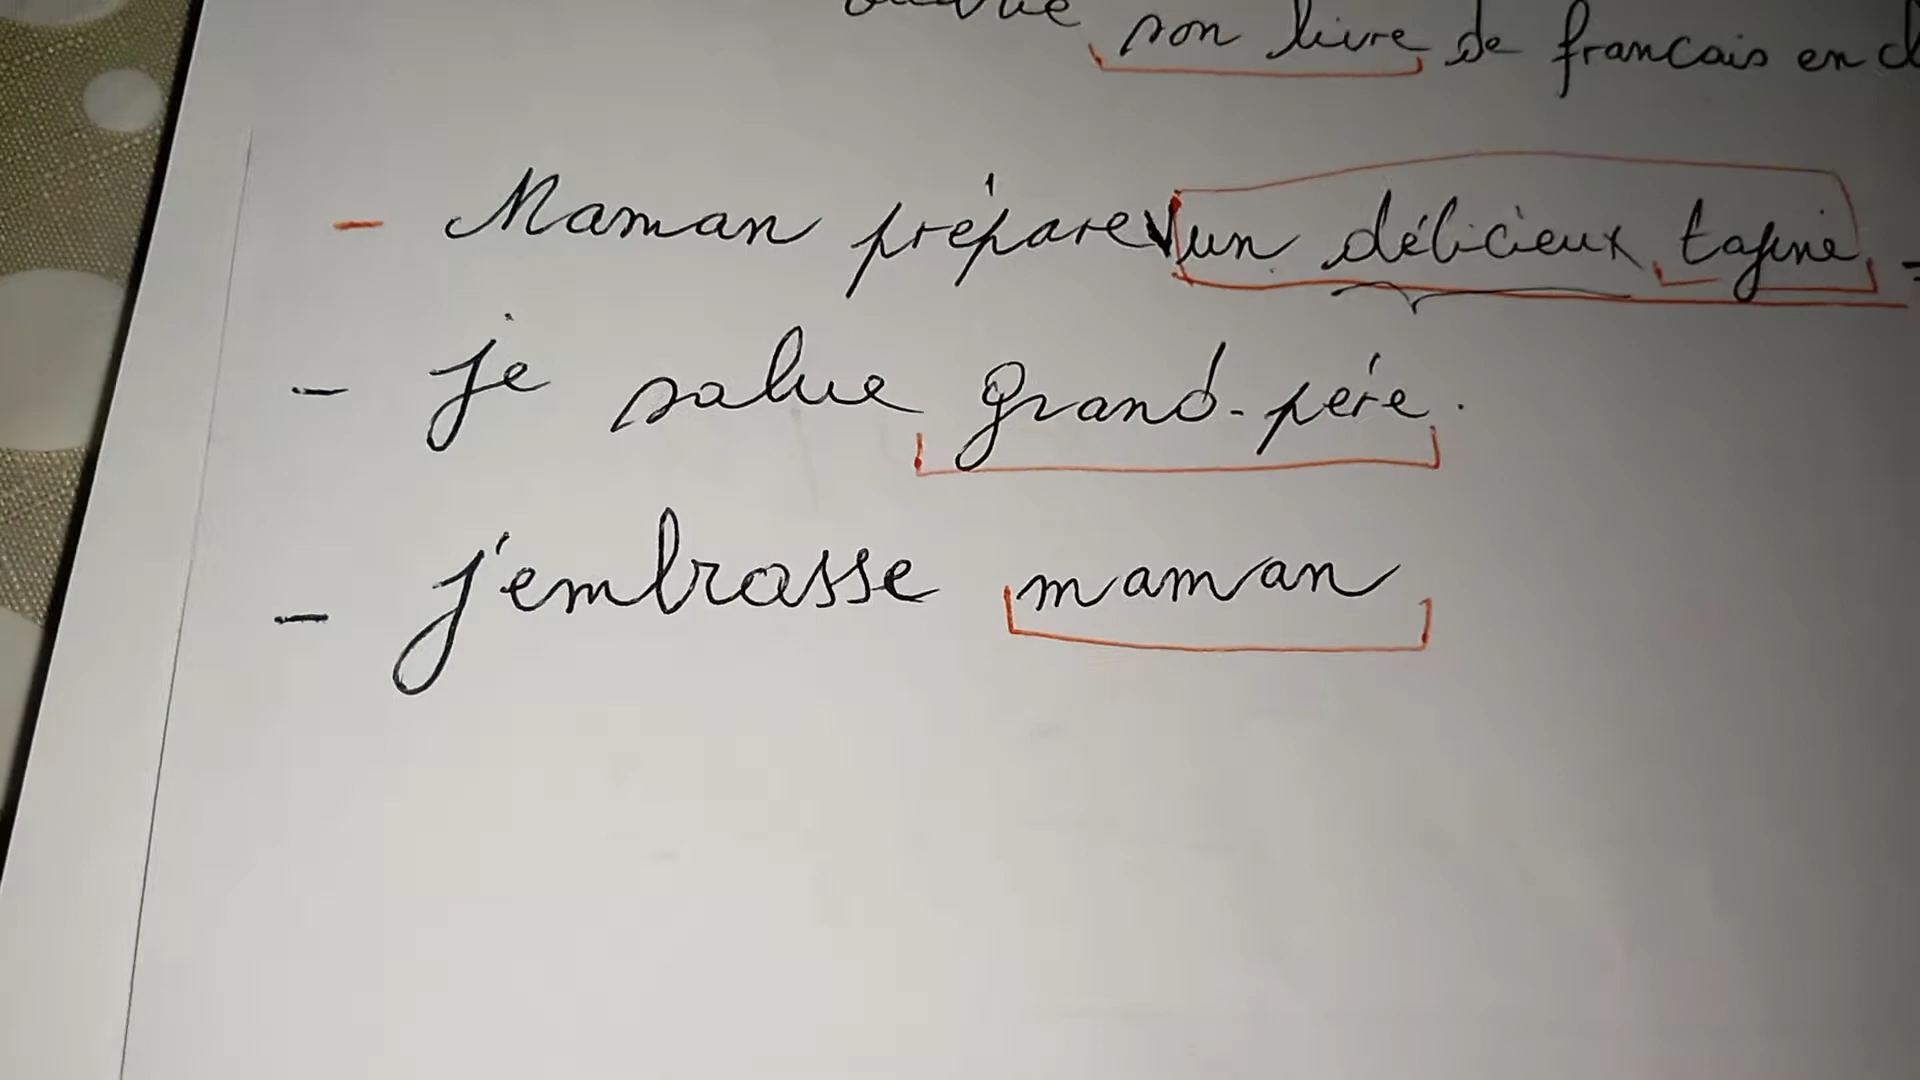 son livre de francais en
- Maman prépare un délicieux tajine
- je salue grand-père.
- j'embrasse maman